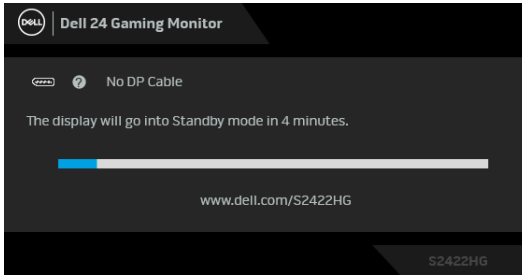 DELL
Dell 24 Gaming Monitor
? No DP Cable
The display will go into Standby mode in 4 minutes.
www.dell.com/S2422HG
S2422HG